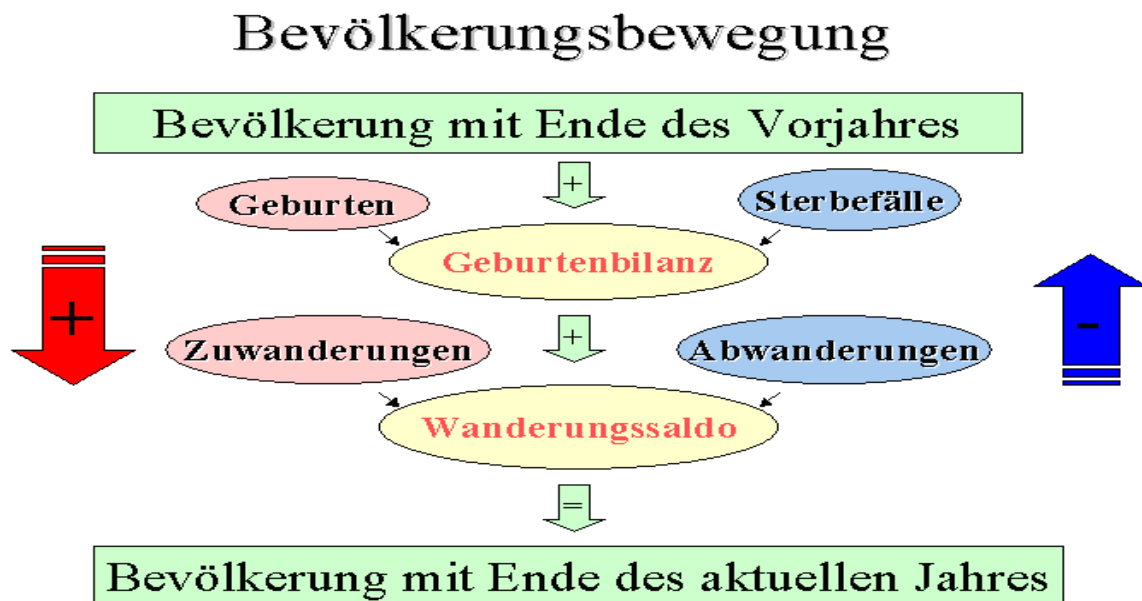 Bevölkerungsbewegung
Bevölkerung mit Ende des Vorjahres
+
Geburten
Sterbefälle
Geburtenbilanz
+
-
+
Zuwanderungen
Abwanderungen
Wanderungssaldo
=
Bevölkerung mit Ende des aktuellen Jahres